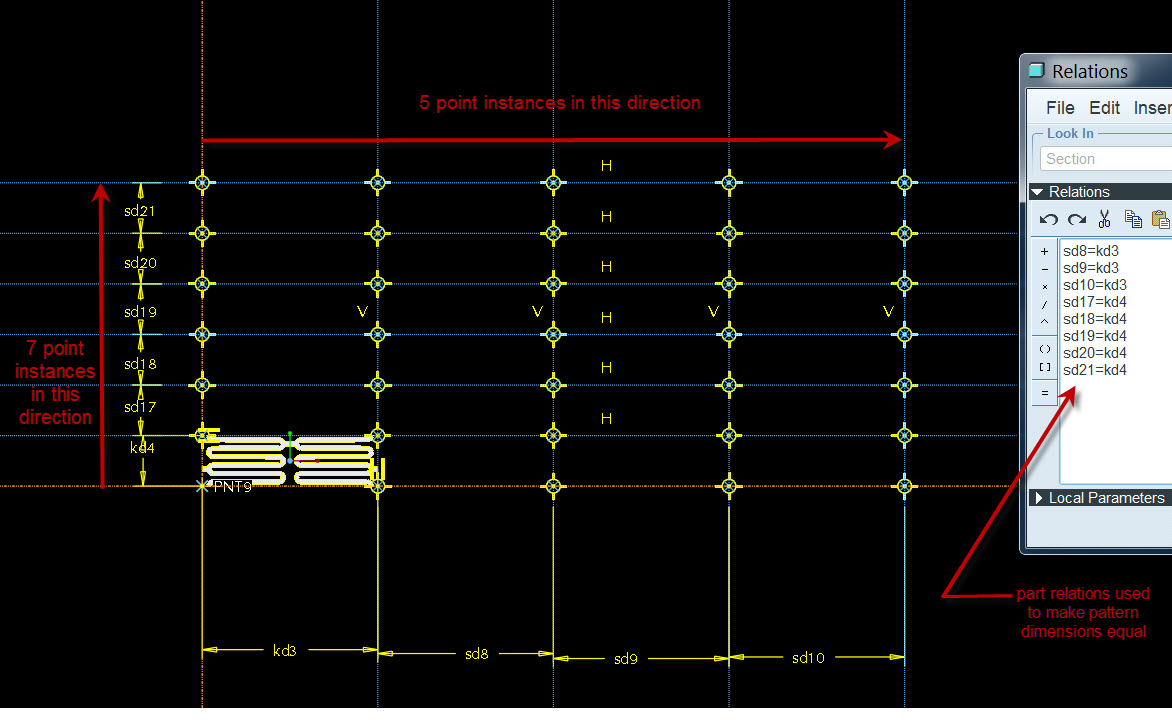 Relations
File Edit Inser
Look In
Section
Relations
sd8=kd3
sd9=kd3
sd10=kd3
sd17=kd4
sd18=kd4
sd19=kd4
sd20=kd4
sd21=kd4
+
-
×
/
^
( )
[ ]
=
Local Parameters
5 point instances in this direction
H
H
H
H
H
H
V V V V
sd21
sd20
sd19
sd18
sd17
kd4
7 point
instances
in this
direction
PNT9
kd3
sd8
sd9
sd10
part relations used
to make pattern
dimensions equal